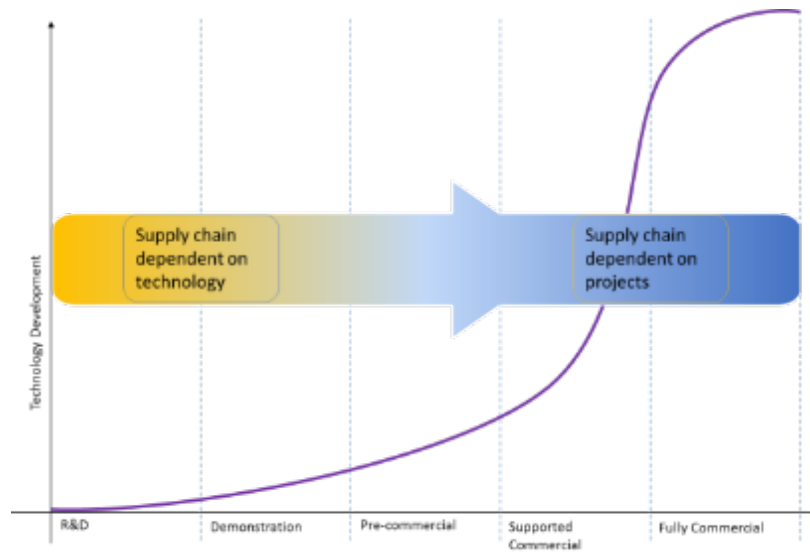 Supply chain
dependent on
technology
Supply chain
dependent on
projects
Technology Development
R&D
Demonstration
Pre-commercial
Supported
Commercial
Fully Commercial